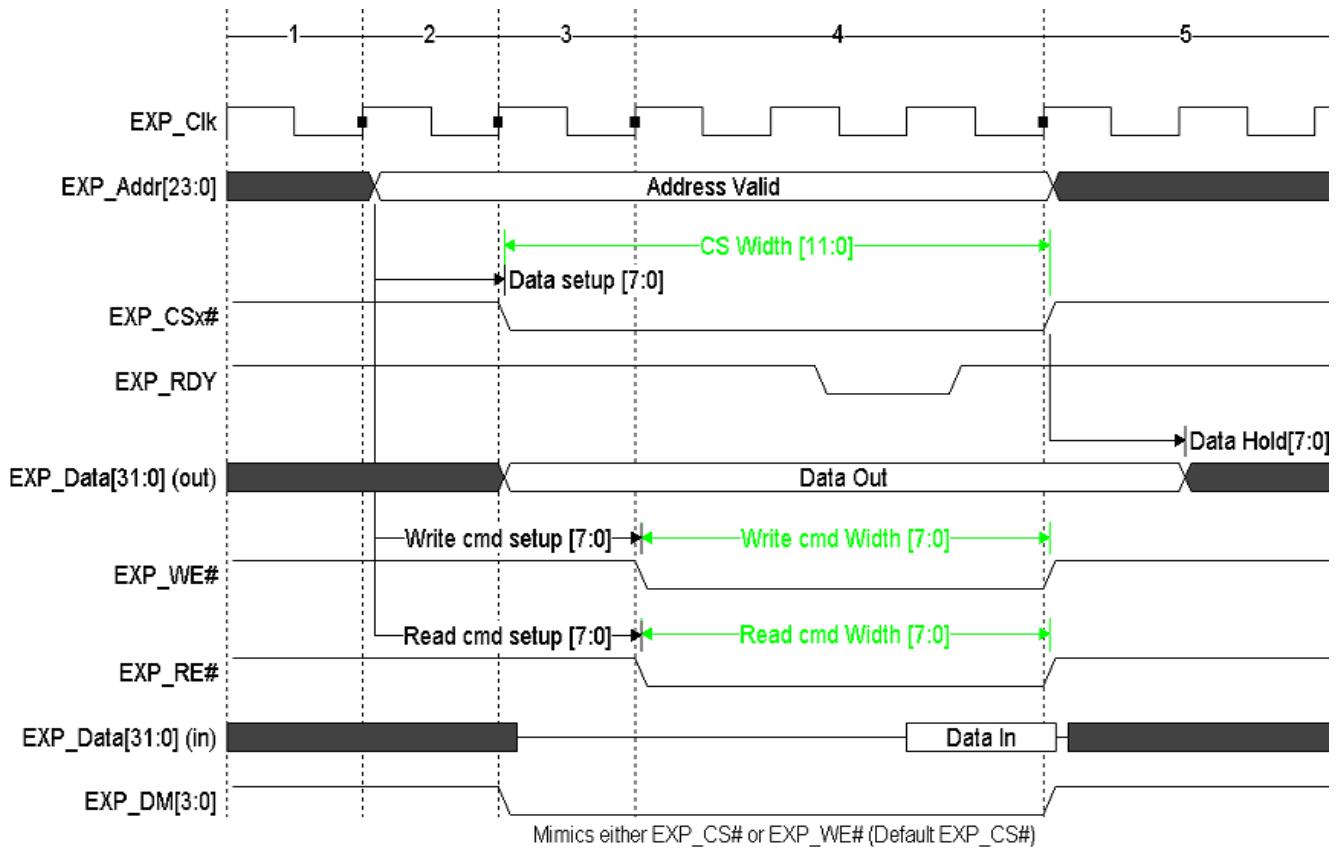 1 2 3 4 5
EXP_Clk
EXP_Addr[23:0] Address Valid
CS Width [11:0]
Data setup [7:0]
EXP_CSx#
EXP_RDY
Data Hold[7:0]
EXP_Data[31:0] (out) Data Out
Write cmd setup [7:0] Write cmd Width [7:0]
EXP_WE#
Read cmd setup [7:0] Read cmd Width [7:0]
EXP_RE#
EXP_Data[31:0] (in) Data In
EXP_DM[3:0]
Mimics either EXP_CS# or EXP_WE# (Default EXP_CS#)